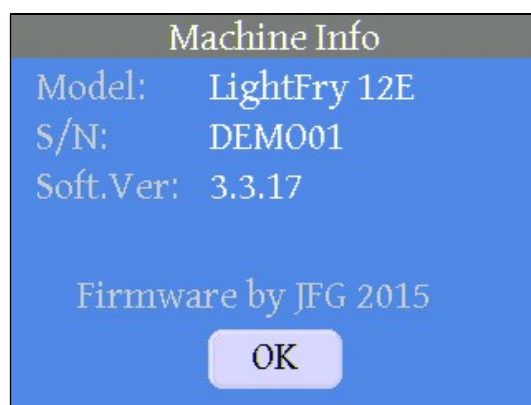 Machine Info
Model: LightFry 12E
S/N: DEMO01
Soft.Ver: 3.3.17
Firmware by JFG 2015
OK